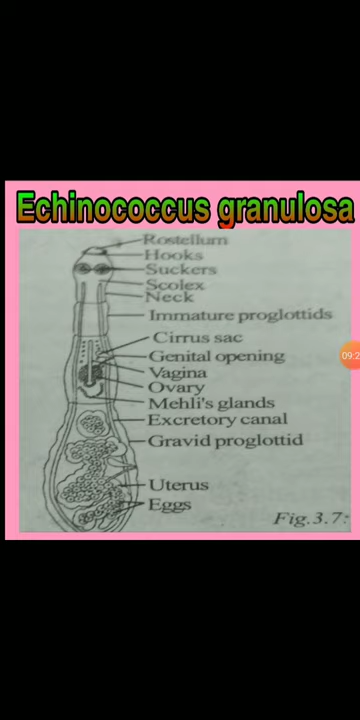 Echinococcus granulosa
Rostellum
Hooks
Suckers
Scolex
Neck
Immature proglottids
Cirrus sac
Genital opening
Vagina
Ovary
Mehli's glands
Excretory canal
Gravid proglottid
Uterus
Eggs
Fig.3.7: